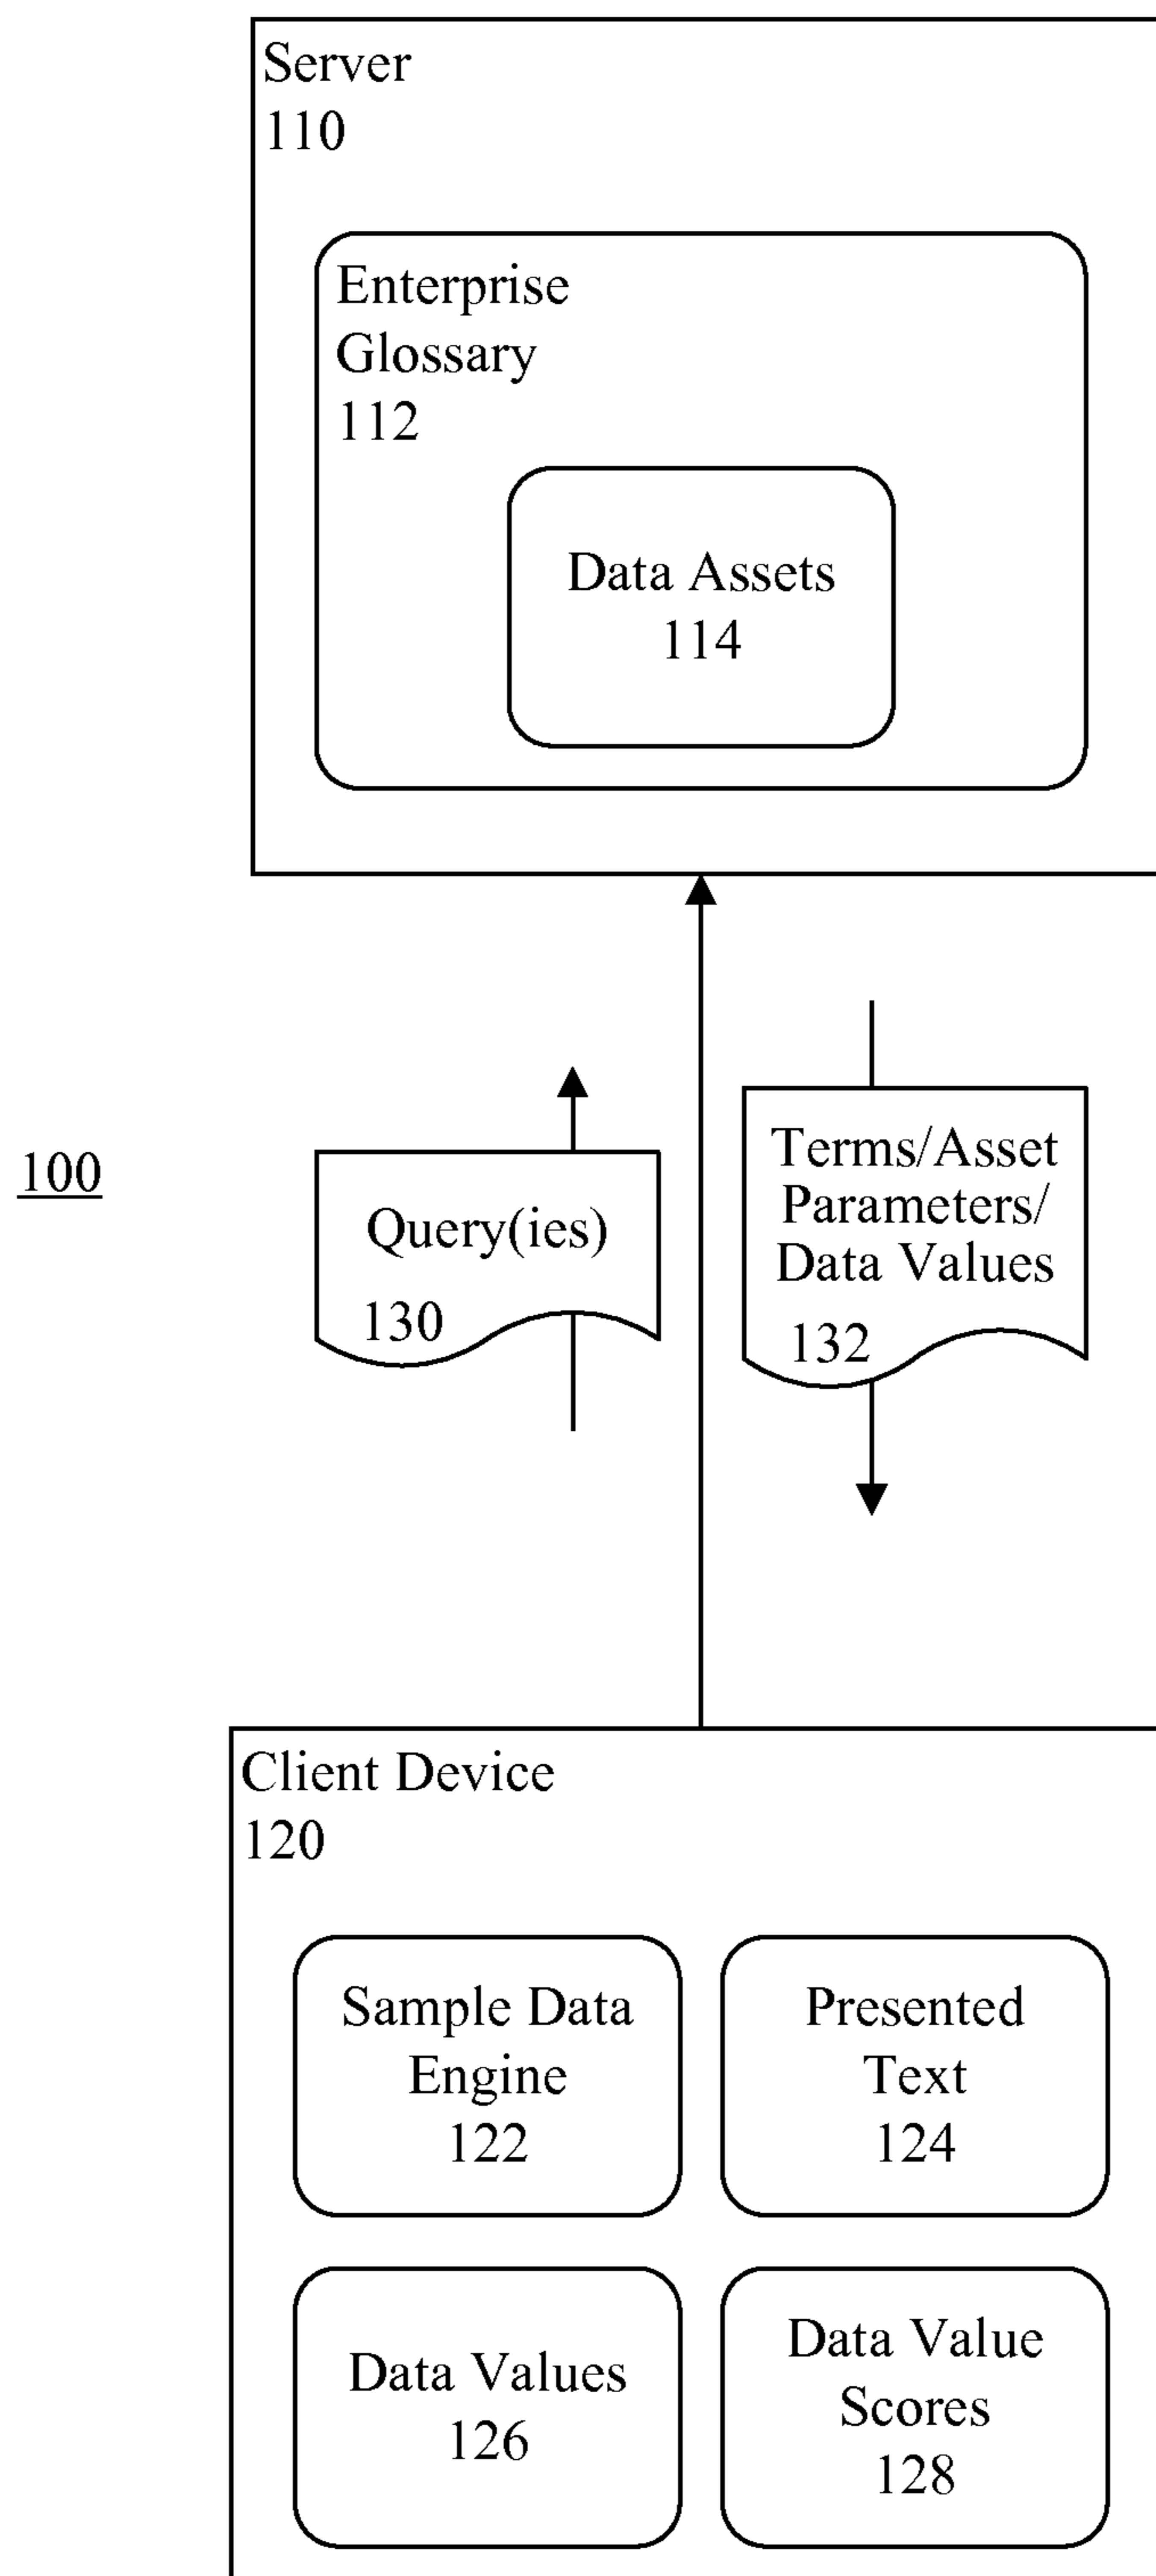 Server
110
Enterprise
Glossary
112
Data Assets
114
100
Query(ies)
130
Terms/Asset
Parameters/
Data Values
132
Client Device
120
Sample Data
Engine
122
Presented
Text
124
Data Values
126
Data Value
Scores
128